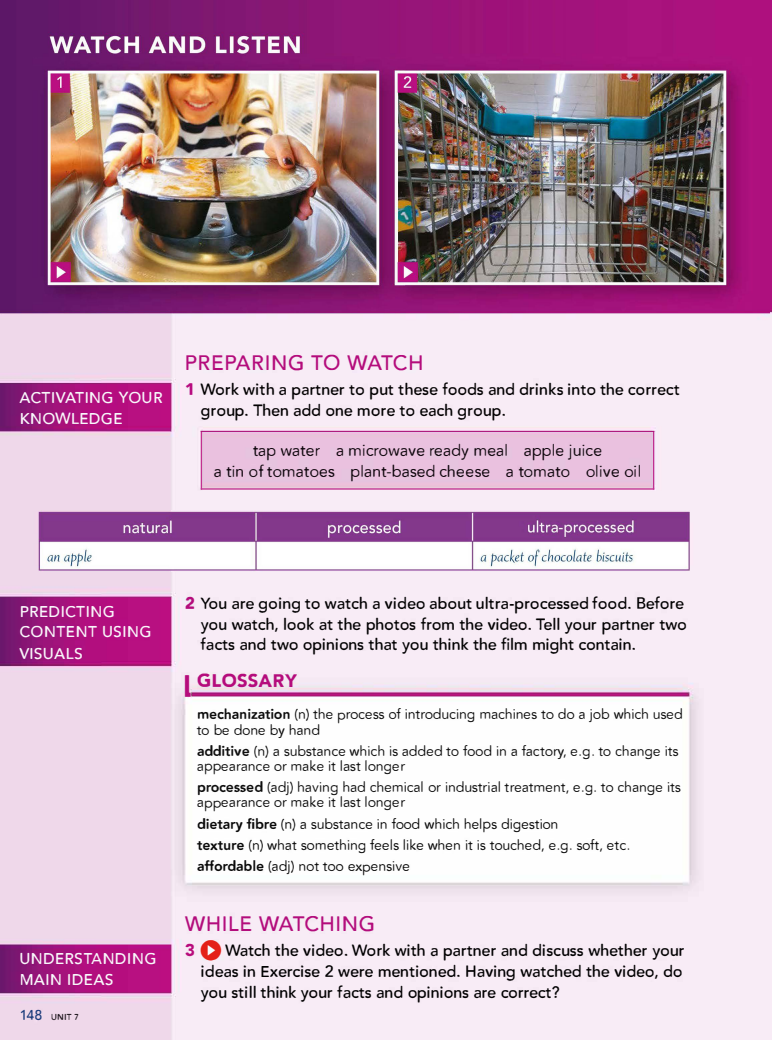 WATCH AND LISTEN
1
2
PREPARING TO WATCH
ACTIVATING YOUR
KNOWLEDGE
1 Work with a partner to put these foods and drinks into the correct
group. Then add one more to each group.
tap water a microwave ready meal apple juice
a tin of tomatoes plant-based cheese a tomato olive oil
natural processed ultra-processed
an apple a packet of chocolate biscuits
PREDICTING
CONTENT USING
VISUALS
2 You are going to watch a video about ultra-processed food. Before
you watch, look at the photos from the video. Tell your partner two
facts and two opinions that you think the film might contain.
GLOSSARY
mechanization (n) the process of introducing machines to do a job which used
to be done by hand
additive (n) a substance which is added to food in a factory, e.g. to change its
appearance or make it last longer
processed (adj) having had chemical or industrial treatment, e.g. to change its
appearance or make it last longer
dietary fibre (n) a substance in food which helps digestion
texture (n) what something feels like when it is touched, e.g. soft, etc.
affordable (adj) not too expensive
WHILE WATCHING
UNDERSTANDING
MAIN IDEAS
3 Watch the video. Work with a partner and discuss whether your
ideas in Exercise 2 were mentioned. Having watched the video, do
you still think your facts and opinions are correct?
148 UNIT 7